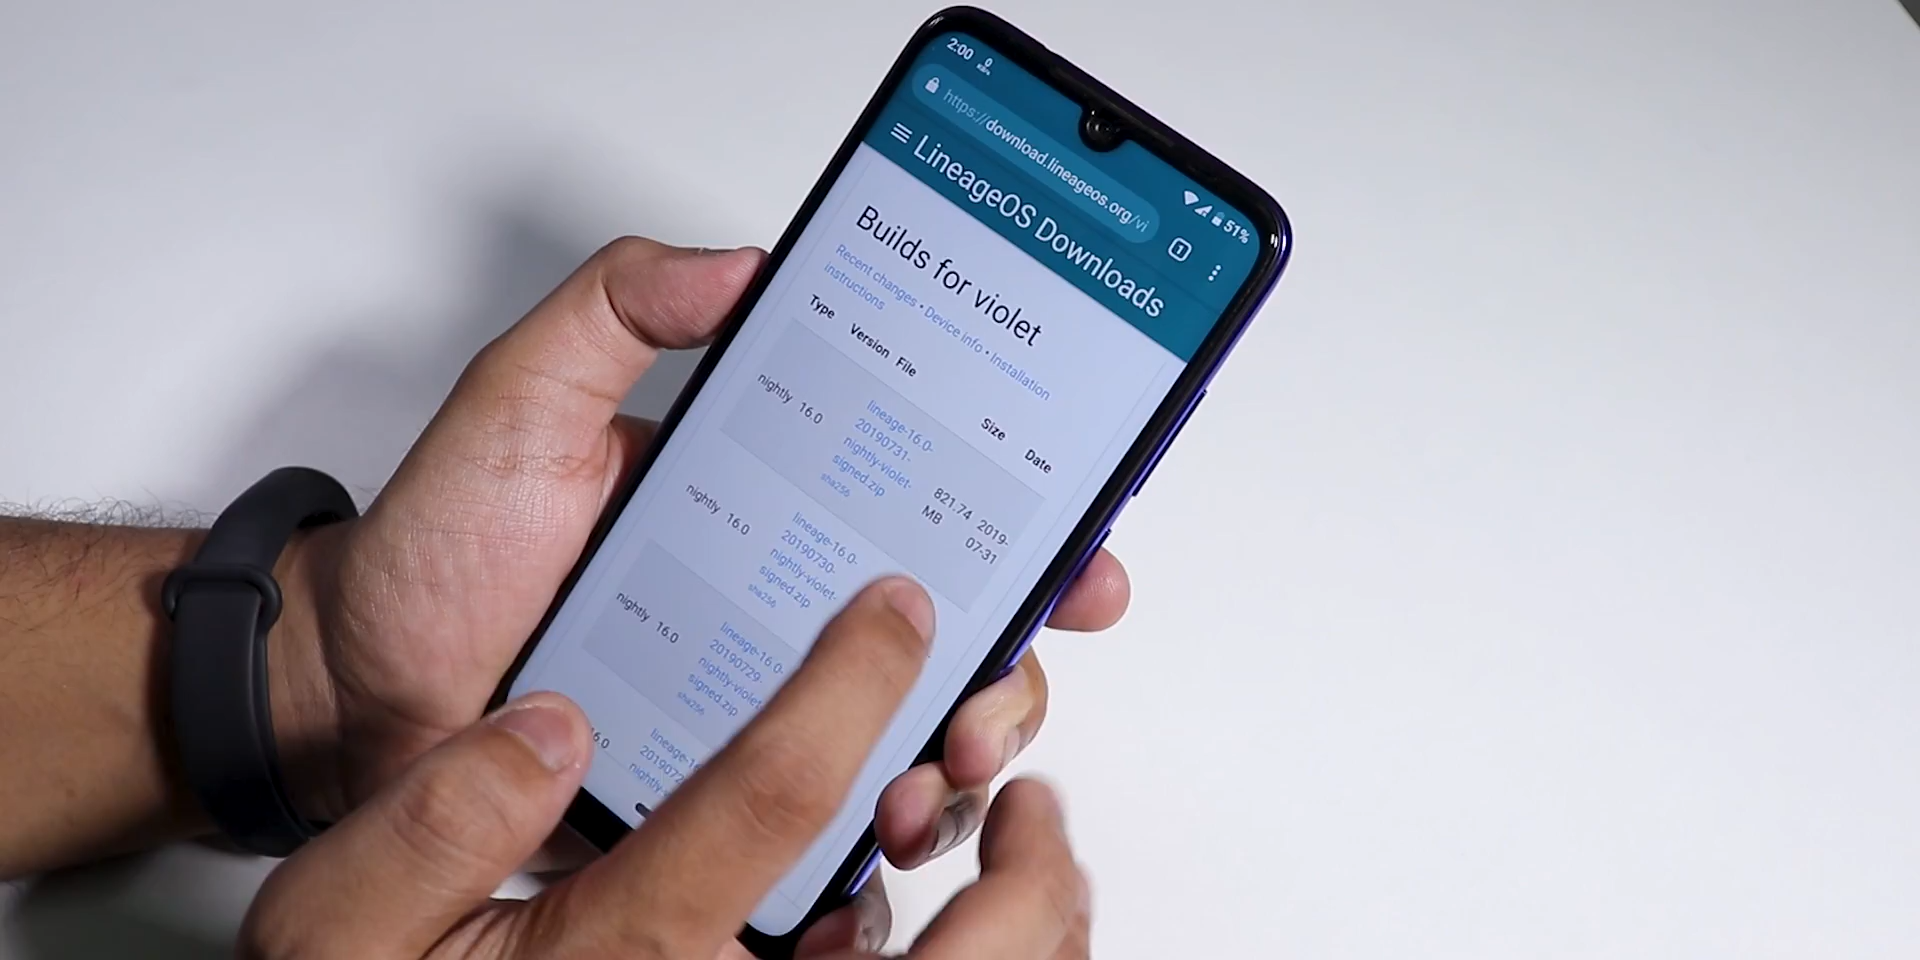 2:00 0 KB/s 51%
https://download.lineageos.org/vi 1
LineageOS Downloads
Builds for violet
Recent changes • Device info • Installation
instructions
Type Version File Size Date
nightly 16.0 lineage-16.0-
20190731-
nightly-violet-
signed.zip
sha256
821.74
MB
2019-
07-31
nightly 16.0 lineage-16.0-
20190730-
nightly-violet-
signed.zip
sha256
nightly 16.0 lineage-16.0-
20190729-
nightly-violet-
signed.zip
sha256
16.0